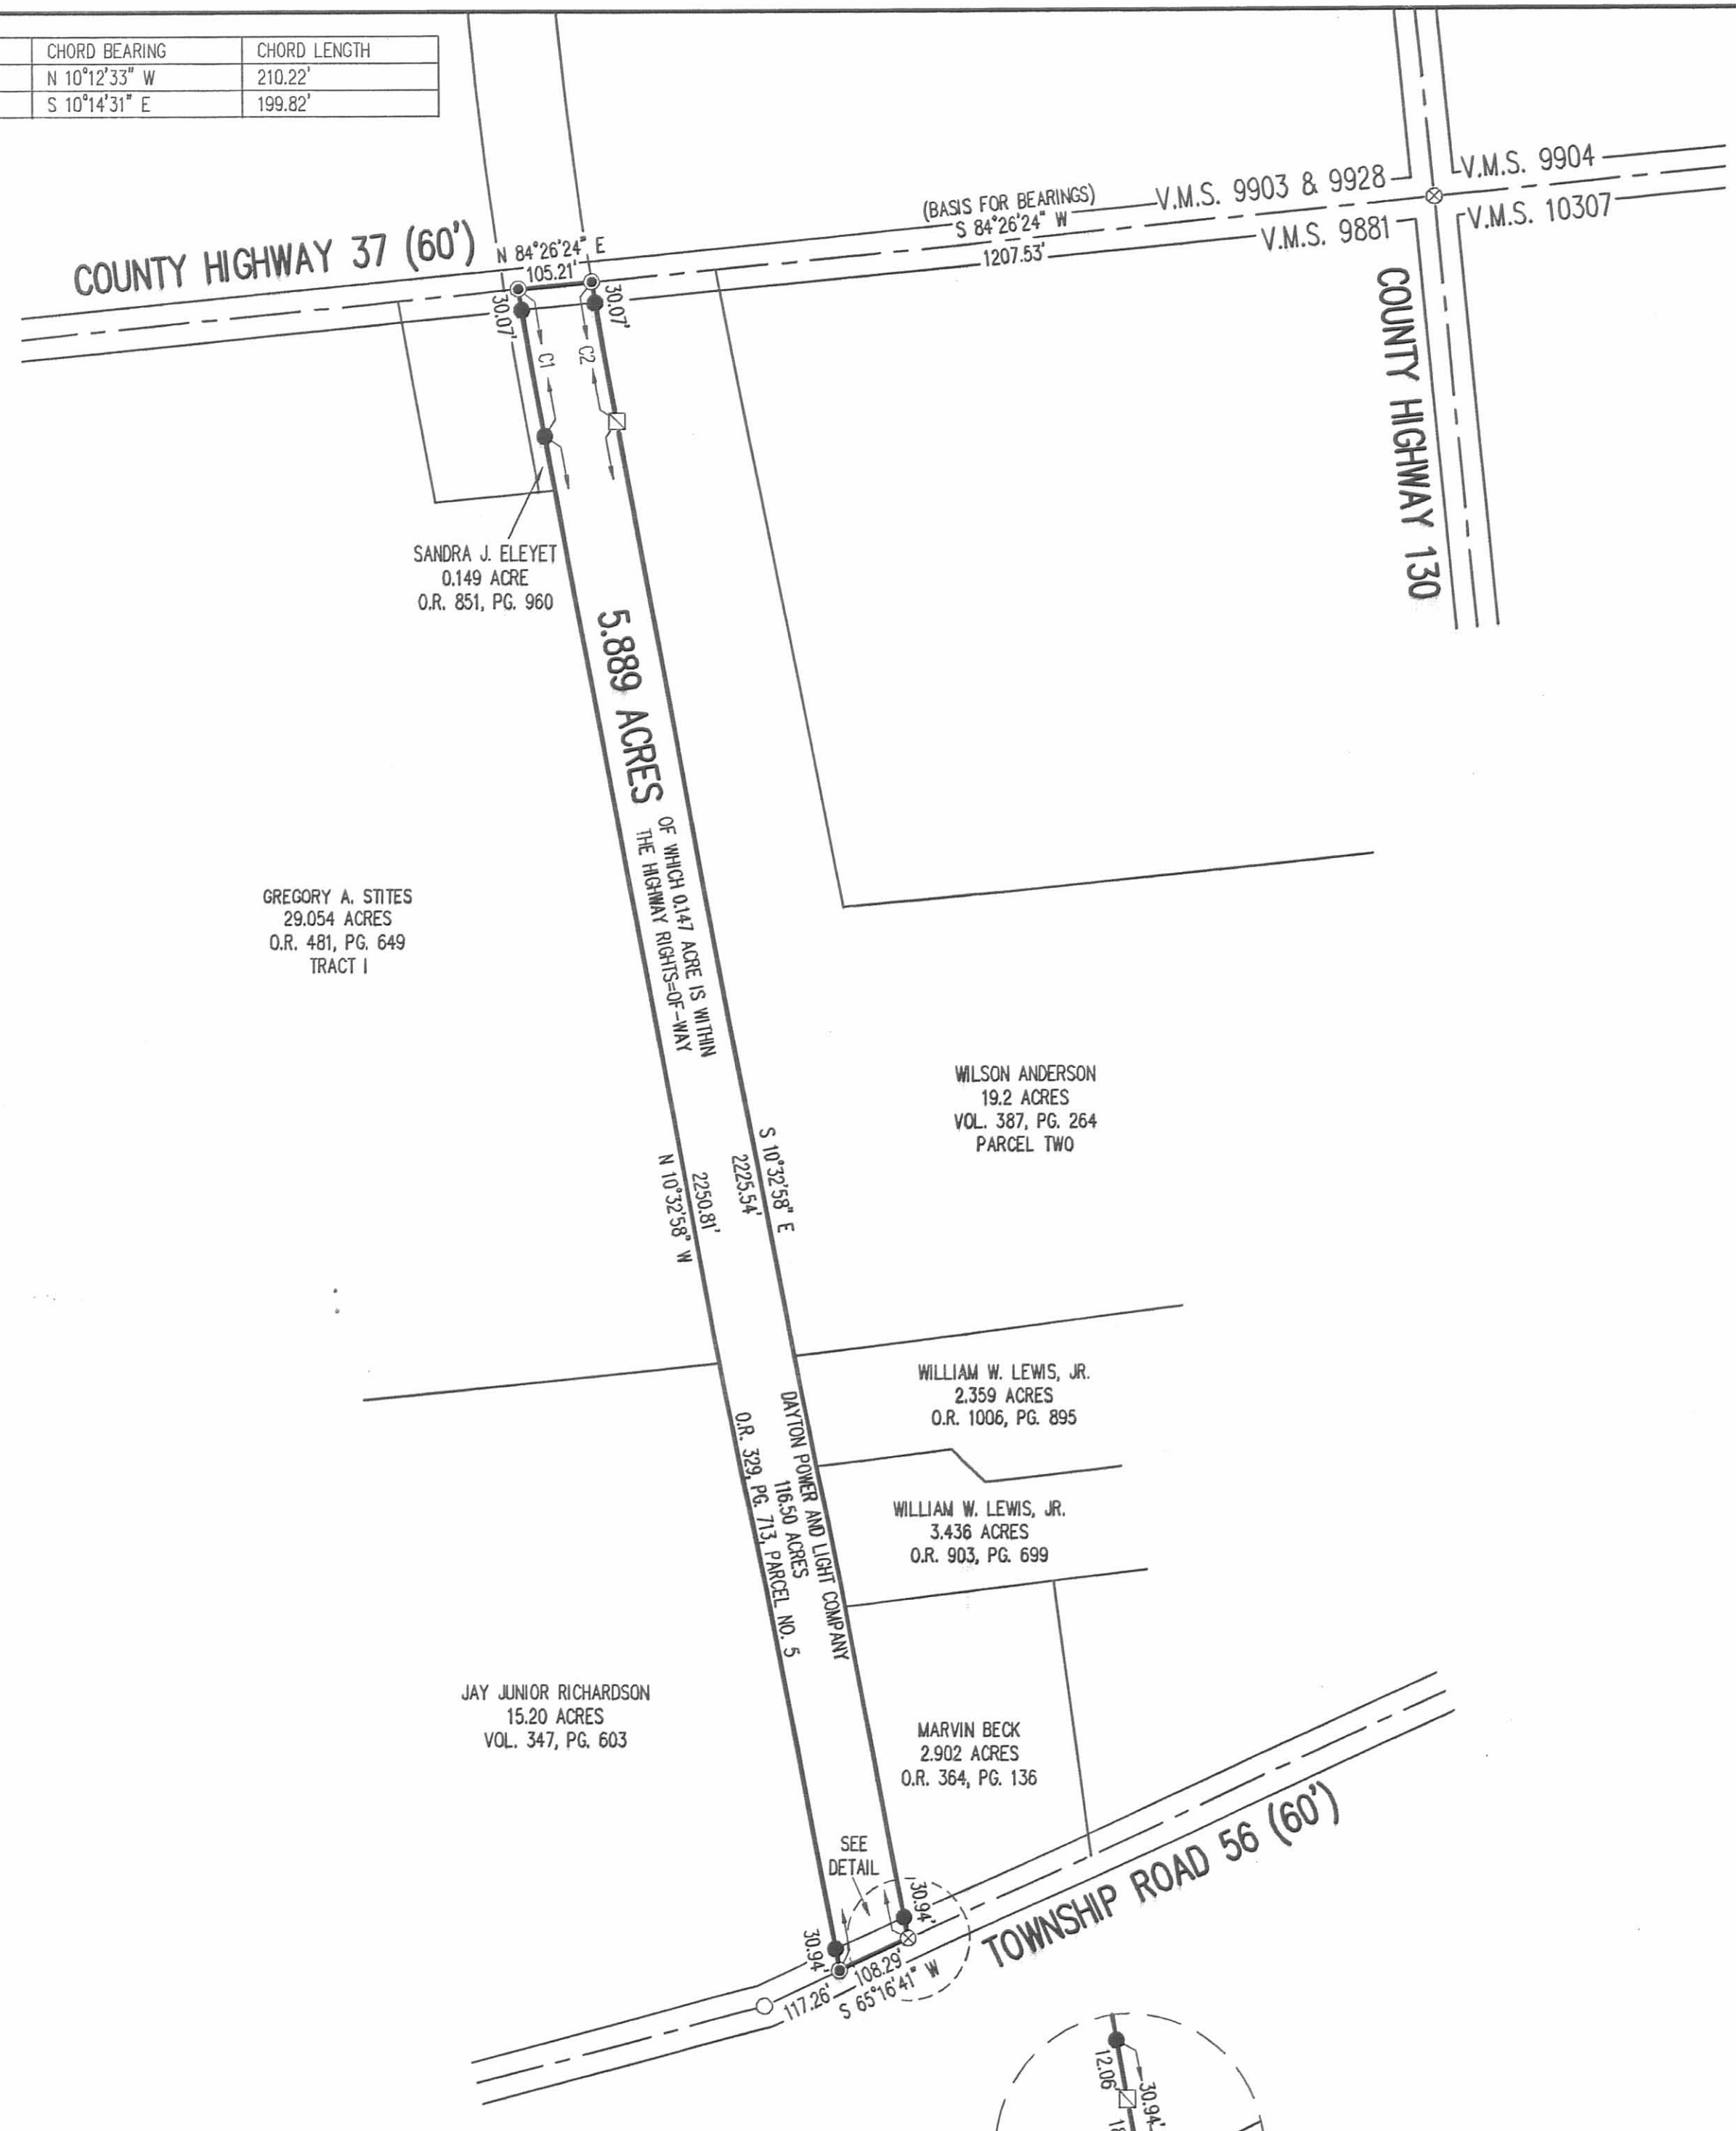 CHORD BEARING CHORD LENGTH
N 10°12'33" W 210.22'
S 10°14'31" E 199.82'
COUNTY HIGHWAY 37 (60')
N 84°26'24" E
105.21'
30.07'
30.07'
C1
C2
(BASIS FOR BEARINGS)
S 84°26'24" W
1207.53'
V.M.S. 9903 & 9928
V.M.S. 9904
V.M.S. 9881
V.M.S. 10307
COUNTY HIGHWAY 130
SANDRA J. ELEYET
0.149 ACRE
O.R. 851, PG. 960
5.889 ACRES
OF WHICH 0.147 ACRE IS WITHIN
THE HIGHWAY RIGHTS=OF-WAY
GREGORY A. STITES
29.054 ACRES
O.R. 481, PG. 649
TRACT I
WILSON ANDERSON
19.2 ACRES
VOL. 387, PG. 264
PARCEL TWO
S 10°32'58" E
2225.54'
2250.81'
N 10°32'58" W
WILLIAM W. LEWIS, JR.
2.359 ACRES
O.R. 1006, PG. 895
DAYTON POWER AND LIGHT COMPANY
116.50 ACRES
O.R. 329, PG. 713, PARCEL NO. 5
WILLIAM W. LEWIS, JR.
3.436 ACRES
O.R. 903, PG. 699
JAY JUNIOR RICHARDSON
15.20 ACRES
VOL. 347, PG. 603
MARVIN BECK
2.902 ACRES
O.R. 364, PG. 136
SEE
DETAIL
30.94'
30.94'
108.29'
117.26'
S 65°16'41" W
TOWNSHIP ROAD 56 (60')
12.06'
30.94'